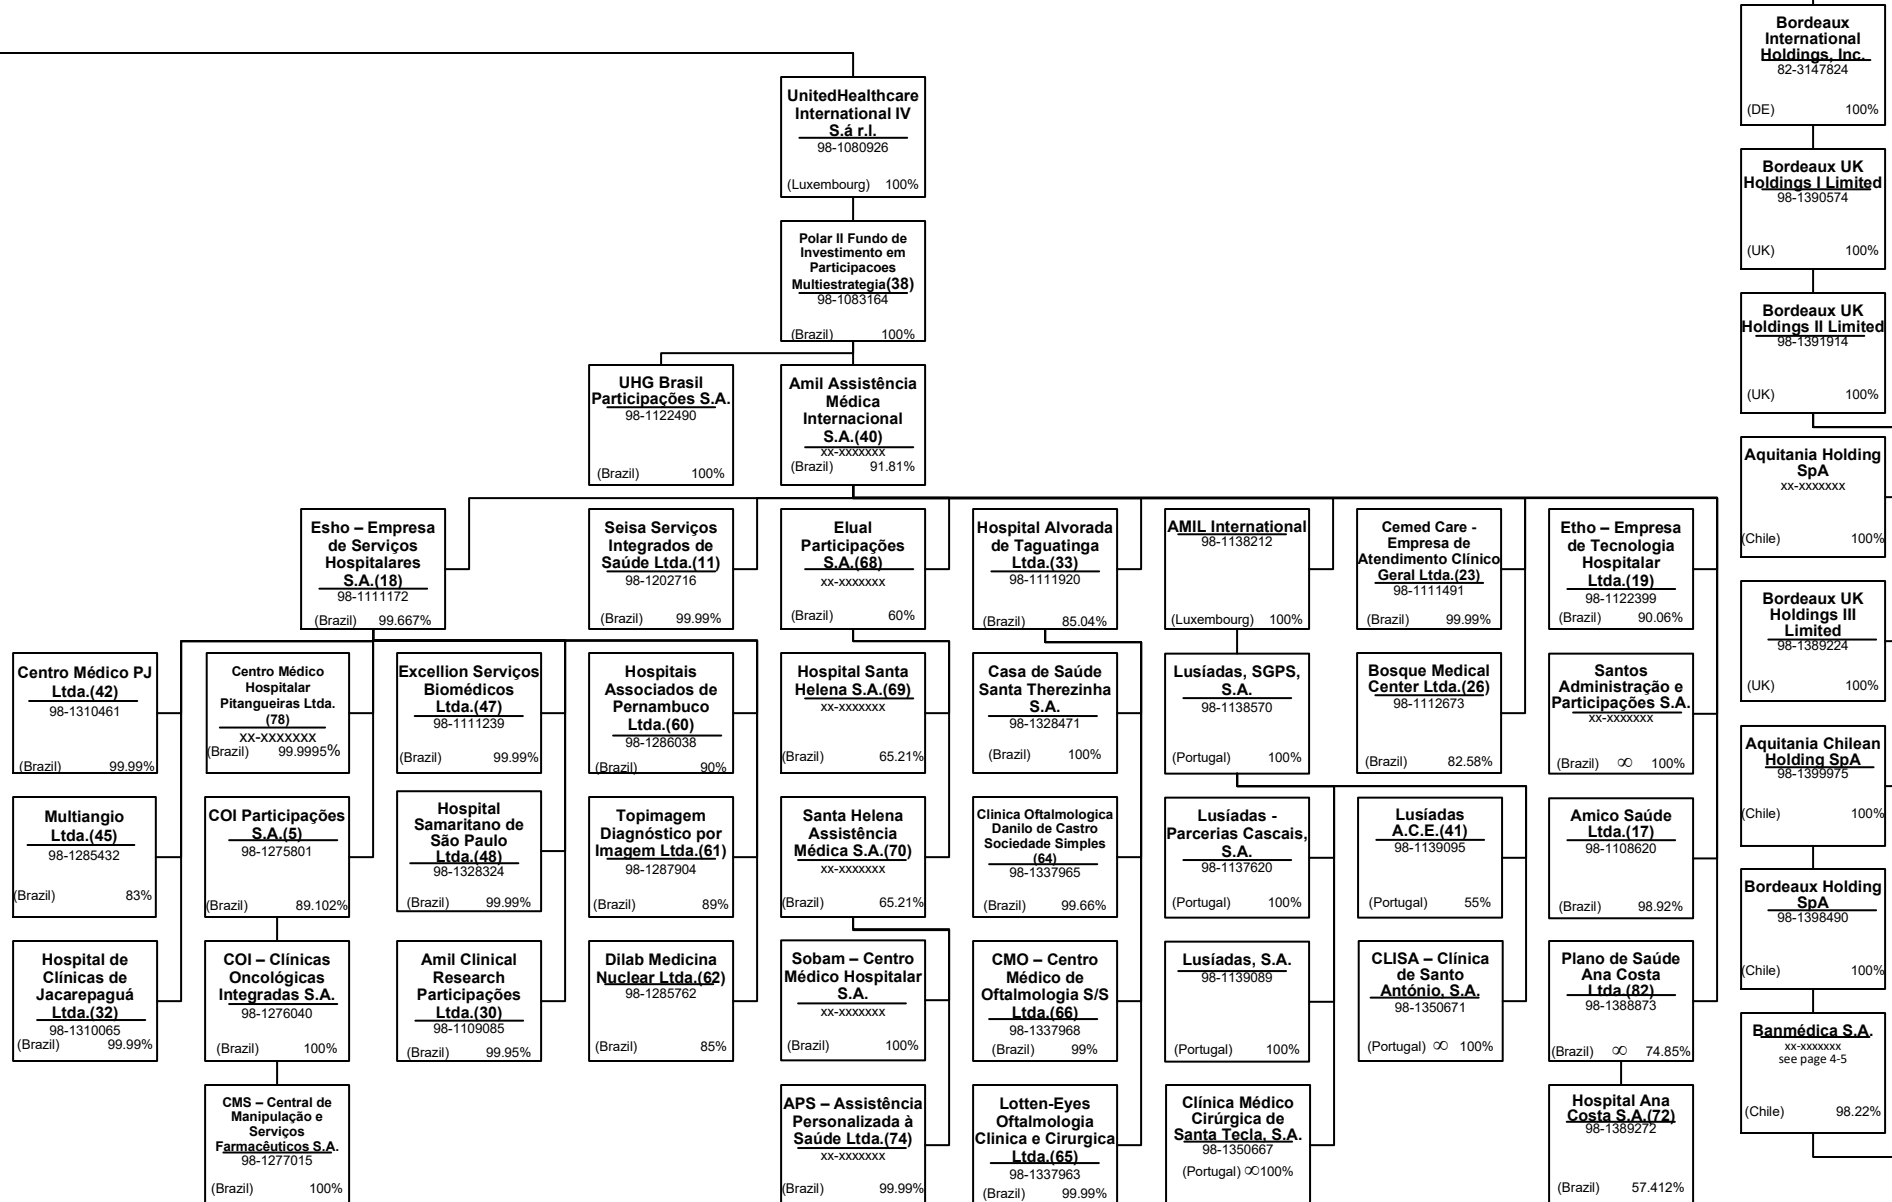 Bordeaux
International
Holdings, Inc.
82-3147824
(DE) 100%
UnitedHealthcare
International IV
S.á r.l.
98-1080926
(Luxembourg) 100%
Bordeaux UK
Holdings I Limited
98-1390574
(UK) 100%
Polar II Fundo de
Investimento em
Participacoes
Multiestrategia(38)
98-1083164
(Brazil) 100%
Bordeaux UK
Holdings II Limited
98-1391914
(UK) 100%
UHG Brasil
Participações S.A.
98-1122490
(Brazil) 100%
Amil Assistência
Médica
Internacional
S.A.(40)
xx-xxxxxxx
(Brazil) 91.81%
Aquitania Holding
SpA
xx-xxxxxxx
(Chile) 100%
Esho – Empresa
de Serviços
Hospitalares
S.A.(18)
98-1111172
(Brazil) 99.667%
Seisa Serviços
Integrados de
Saúde Ltda.(11)
98-1202716
(Brazil) 99.99%
Elual
Participações
S.A.(68)
xx-xxxxxxx
(Brazil) 60%
Hospital Alvorada
de Taguatinga
Ltda.(33)
98-1111920
(Brazil) 85.04%
AMIL International
98-1138212
(Luxembourg) 100%
Cemed Care -
Empresa de
Atendimento Clínico
Geral Ltda.(23)
98-1111491
(Brazil) 99.99%
Etho – Empresa
de Tecnologia
Hospitalar
Ltda.(19)
98-1122399
(Brazil) 90.06%
Bordeaux UK
Holdings III
Limited
98-1389224
(UK) 100%
Centro Médico PJ
Ltda.(42)
98-1310461
(Brazil) 99.99%
Centro Médico
Hospitalar
Pitangueiras Ltda.
(78)
xx-xxxxxxx
(Brazil) 99.9995%
Excellion Serviços
Biomédicos
Ltda.(47)
98-1111239
(Brazil) 99.99%
Hospitais
Associados de
Pernambuco
Ltda.(60)
98-1286038
(Brazil) 90%
Hospital Santa
Helena S.A.(69)
xx-xxxxxxx
(Brazil) 65.21%
Casa de Saúde
Santa Therezinha
S.A.
98-1328471
(Brazil) 100%
Lusíadas, SGPS,
S.A.
98-1138570
(Portugal) 100%
Bosque Medical
Center Ltda.(26)
98-1112673
(Brazil) 82.58%
Santos
Administração e
Participações S.A.
xx-xxxxxxx
(Brazil) ∞ 100%
Aquitania Chilean
Holding SpA
98-1399975
(Chile) 100%
Multiangio
Ltda.(45)
98-1285432
(Brazil) 83%
COI Participações
S.A.(5)
98-1275801
(Brazil) 89.102%
Hospital
Samaritano de
São Paulo
Ltda.(48)
98-1328324
(Brazil) 99.99%
Topimagem
Diagnóstico por
Imagem Ltda.(61)
98-1287904
(Brazil) 89%
Santa Helena
Assistência
Médica S.A.(70)
xx-xxxxxxx
(Brazil) 65.21%
Clinica Oftalmologica
Danilo de Castro
Sociedade Simples
(64)
98-1337965
(Brazil) 99.66%
Lusíadas -
Parcerias Cascais,
S.A.
98-1137620
(Portugal) 100%
Lusíadas
A.C.E.(41)
98-1139095
(Portugal) 55%
Amico Saúde
Ltda.(17)
98-1108620
(Brazil) 98.92%
Bordeaux Holding
SpA
98-1398490
(Chile) 100%
Hospital de
Clínicas de
Jacarepaguá
Ltda.(32)
98-1310065
(Brazil) 99.99%
COI – Clínicas
Oncológicas
Integradas S.A.
98-1276040
(Brazil) 100%
Amil Clinical
Research
Participações
Ltda.(30)
98-1109085
(Brazil) 99.95%
Dilab Medicina
Nuclear Ltda.(62)
98-1285762
(Brazil) 85%
Sobam – Centro
Médico Hospitalar
S.A.
xx-xxxxxxx
(Brazil) 100%
CMO – Centro
Médico de
Oftalmologia S/S
Ltda.(66)
98-1337968
(Brazil) 99%
Lusíadas, S.A.
98-1139089
(Portugal) 100%
CLISA – Clínica
de Santo
António, S.A.
98-1350671
(Portugal) ∞ 100%
Plano de Saúde
Ana Costa
Ltda.(82)
98-1388873
(Brazil) ∞ 74.85%
Banmédica S.A.
xx-xxxxxxx
see page 4-5
(Chile) 98.22%
CMS – Central de
Manipulação e
Serviços
Farmacêuticos S.A.
98-1277015
(Brazil) 100%
APS – Assistência
Personalizada à
Saúde Ltda.(74)
xx-xxxxxxx
(Brazil) 99.99%
Lotten-Eyes
Oftalmologia
Clinica e Cirurgica
Ltda.(65)
98-1337963
(Brazil) 99.99%
Clínica Médico
Cirúrgica de
Santa Tecla, S.A.
98-1350667
(Portugal) ∞100%
Hospital Ana
Costa S.A.(72)
98-1389272
(Brazil) 57.412%